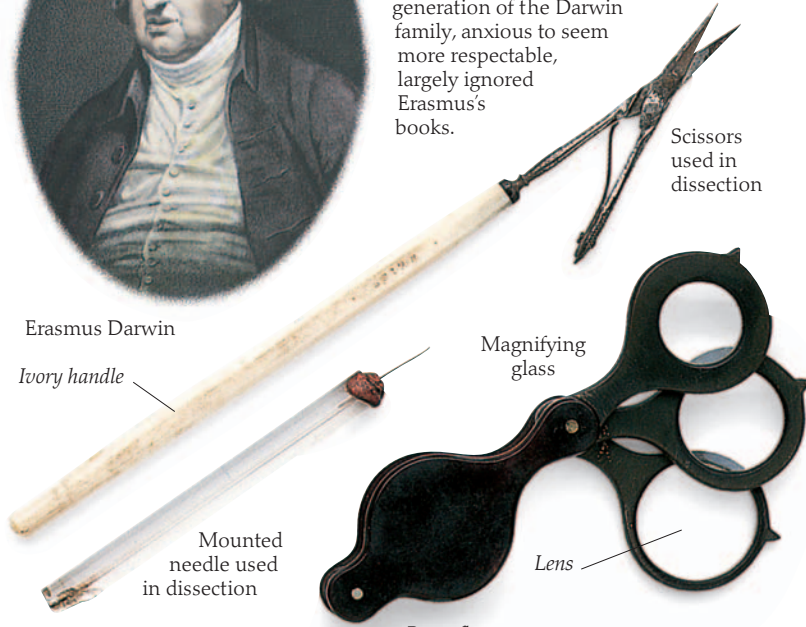 generation of the Darwin
family, anxious to seem
more respectable,
largely ignored
Erasmus's
books.
Scissors
used in
dissection
Erasmus Darwin
Ivory handle
Magnifying
glass
Mounted
needle used
in dissection
Lens